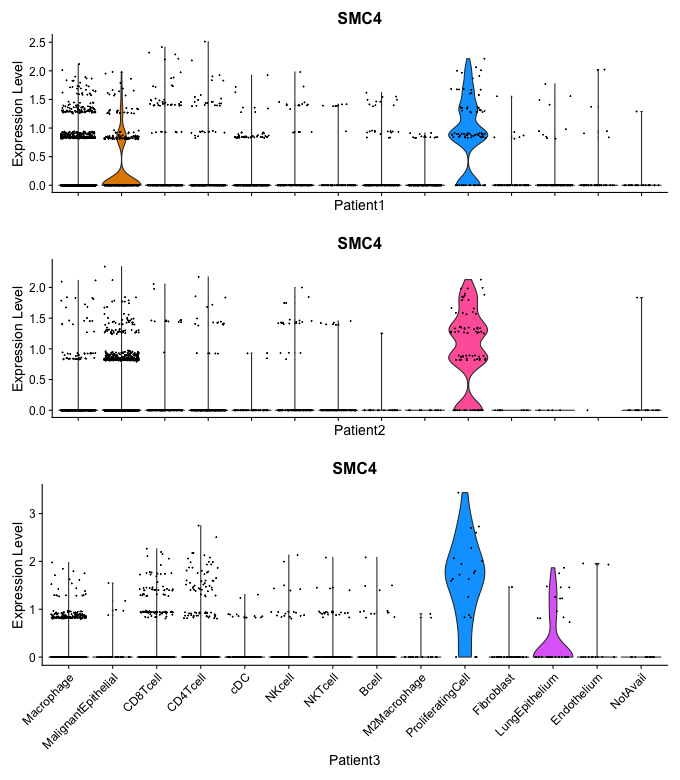 SMC4
Expression Level
2.5
2.0
1.5
1.0
0.5
0.0
Patient1
SMC4
Expression Level
2.0
1.5
1.0
0.5
0.0
Patient2
SMC4
Expression Level
3
2
1
0
Macrophage
MalignantEpithelial
CD8Tcell
CD4Tcell
cDC
NKcell
NKTcell
Bcell
M2Macrophage
ProliferatingCell
Fibroblast
LungEpithelium
Endothelium
NotAvail
Patient3